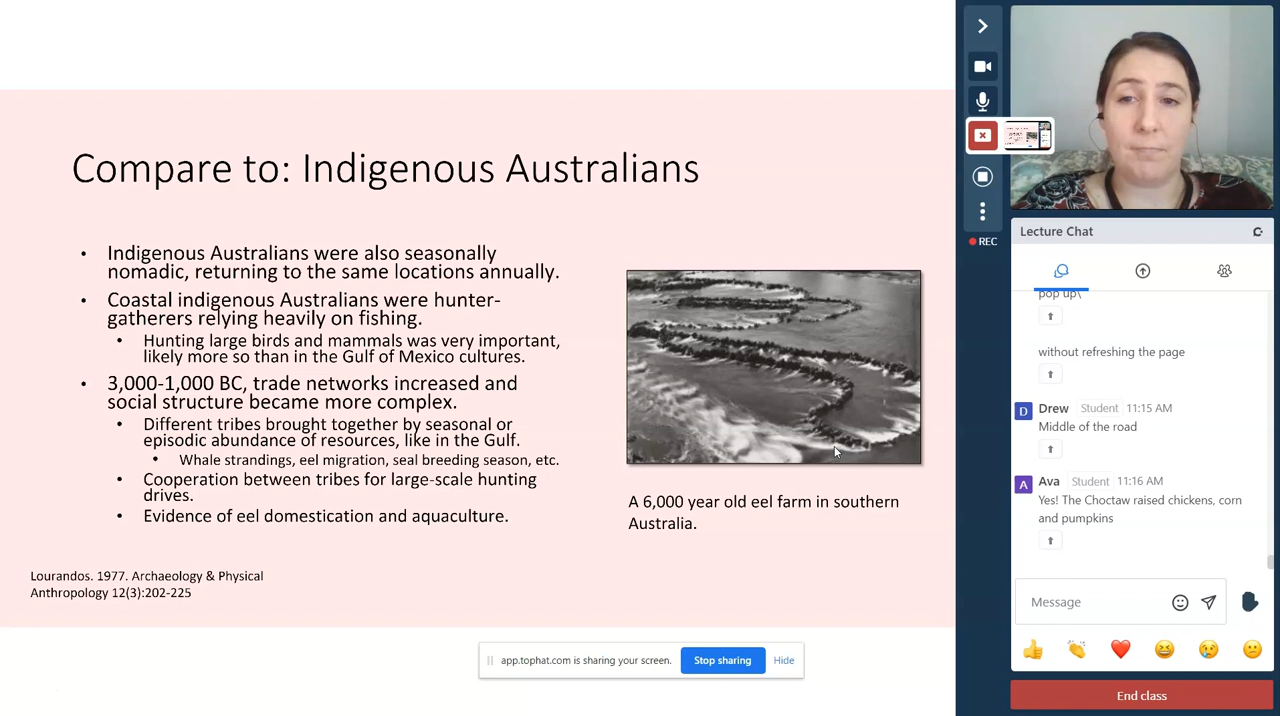 Compare to: Indigenous Australians
• Indigenous Australians were also seasonally
nomadic, returning to the same locations annually.
• Coastal indigenous Australians were hunter-
gatherers relying heavily on fishing.
• Hunting large birds and mammals was very important,
likely more so than in the Gulf of Mexico cultures.
• 3,000-1,000 BC, trade networks increased and
social structure became more complex.
• Different tribes brought together by seasonal or
episodic abundance of resources, like in the Gulf.
• Whale strandings, eel migration, seal breeding season, etc.
• Cooperation between tribes for large-scale hunting
drives.
• Evidence of eel domestication and aquaculture.
A 6,000 year old eel farm in southern
Australia.
Lourandos. 1977. Archaeology & Physical
Anthropology 12(3):202-225
app.tophat.com is sharing your screen.
Stop sharing
Hide
REC
Lecture Chat
pop up\
without refreshing the page
D Drew Student 11:15 AM
Middle of the road
A Ava Student 11:16 AM
Yes! The Choctaw raised chickens, corn
and pumpkins
Message
End class